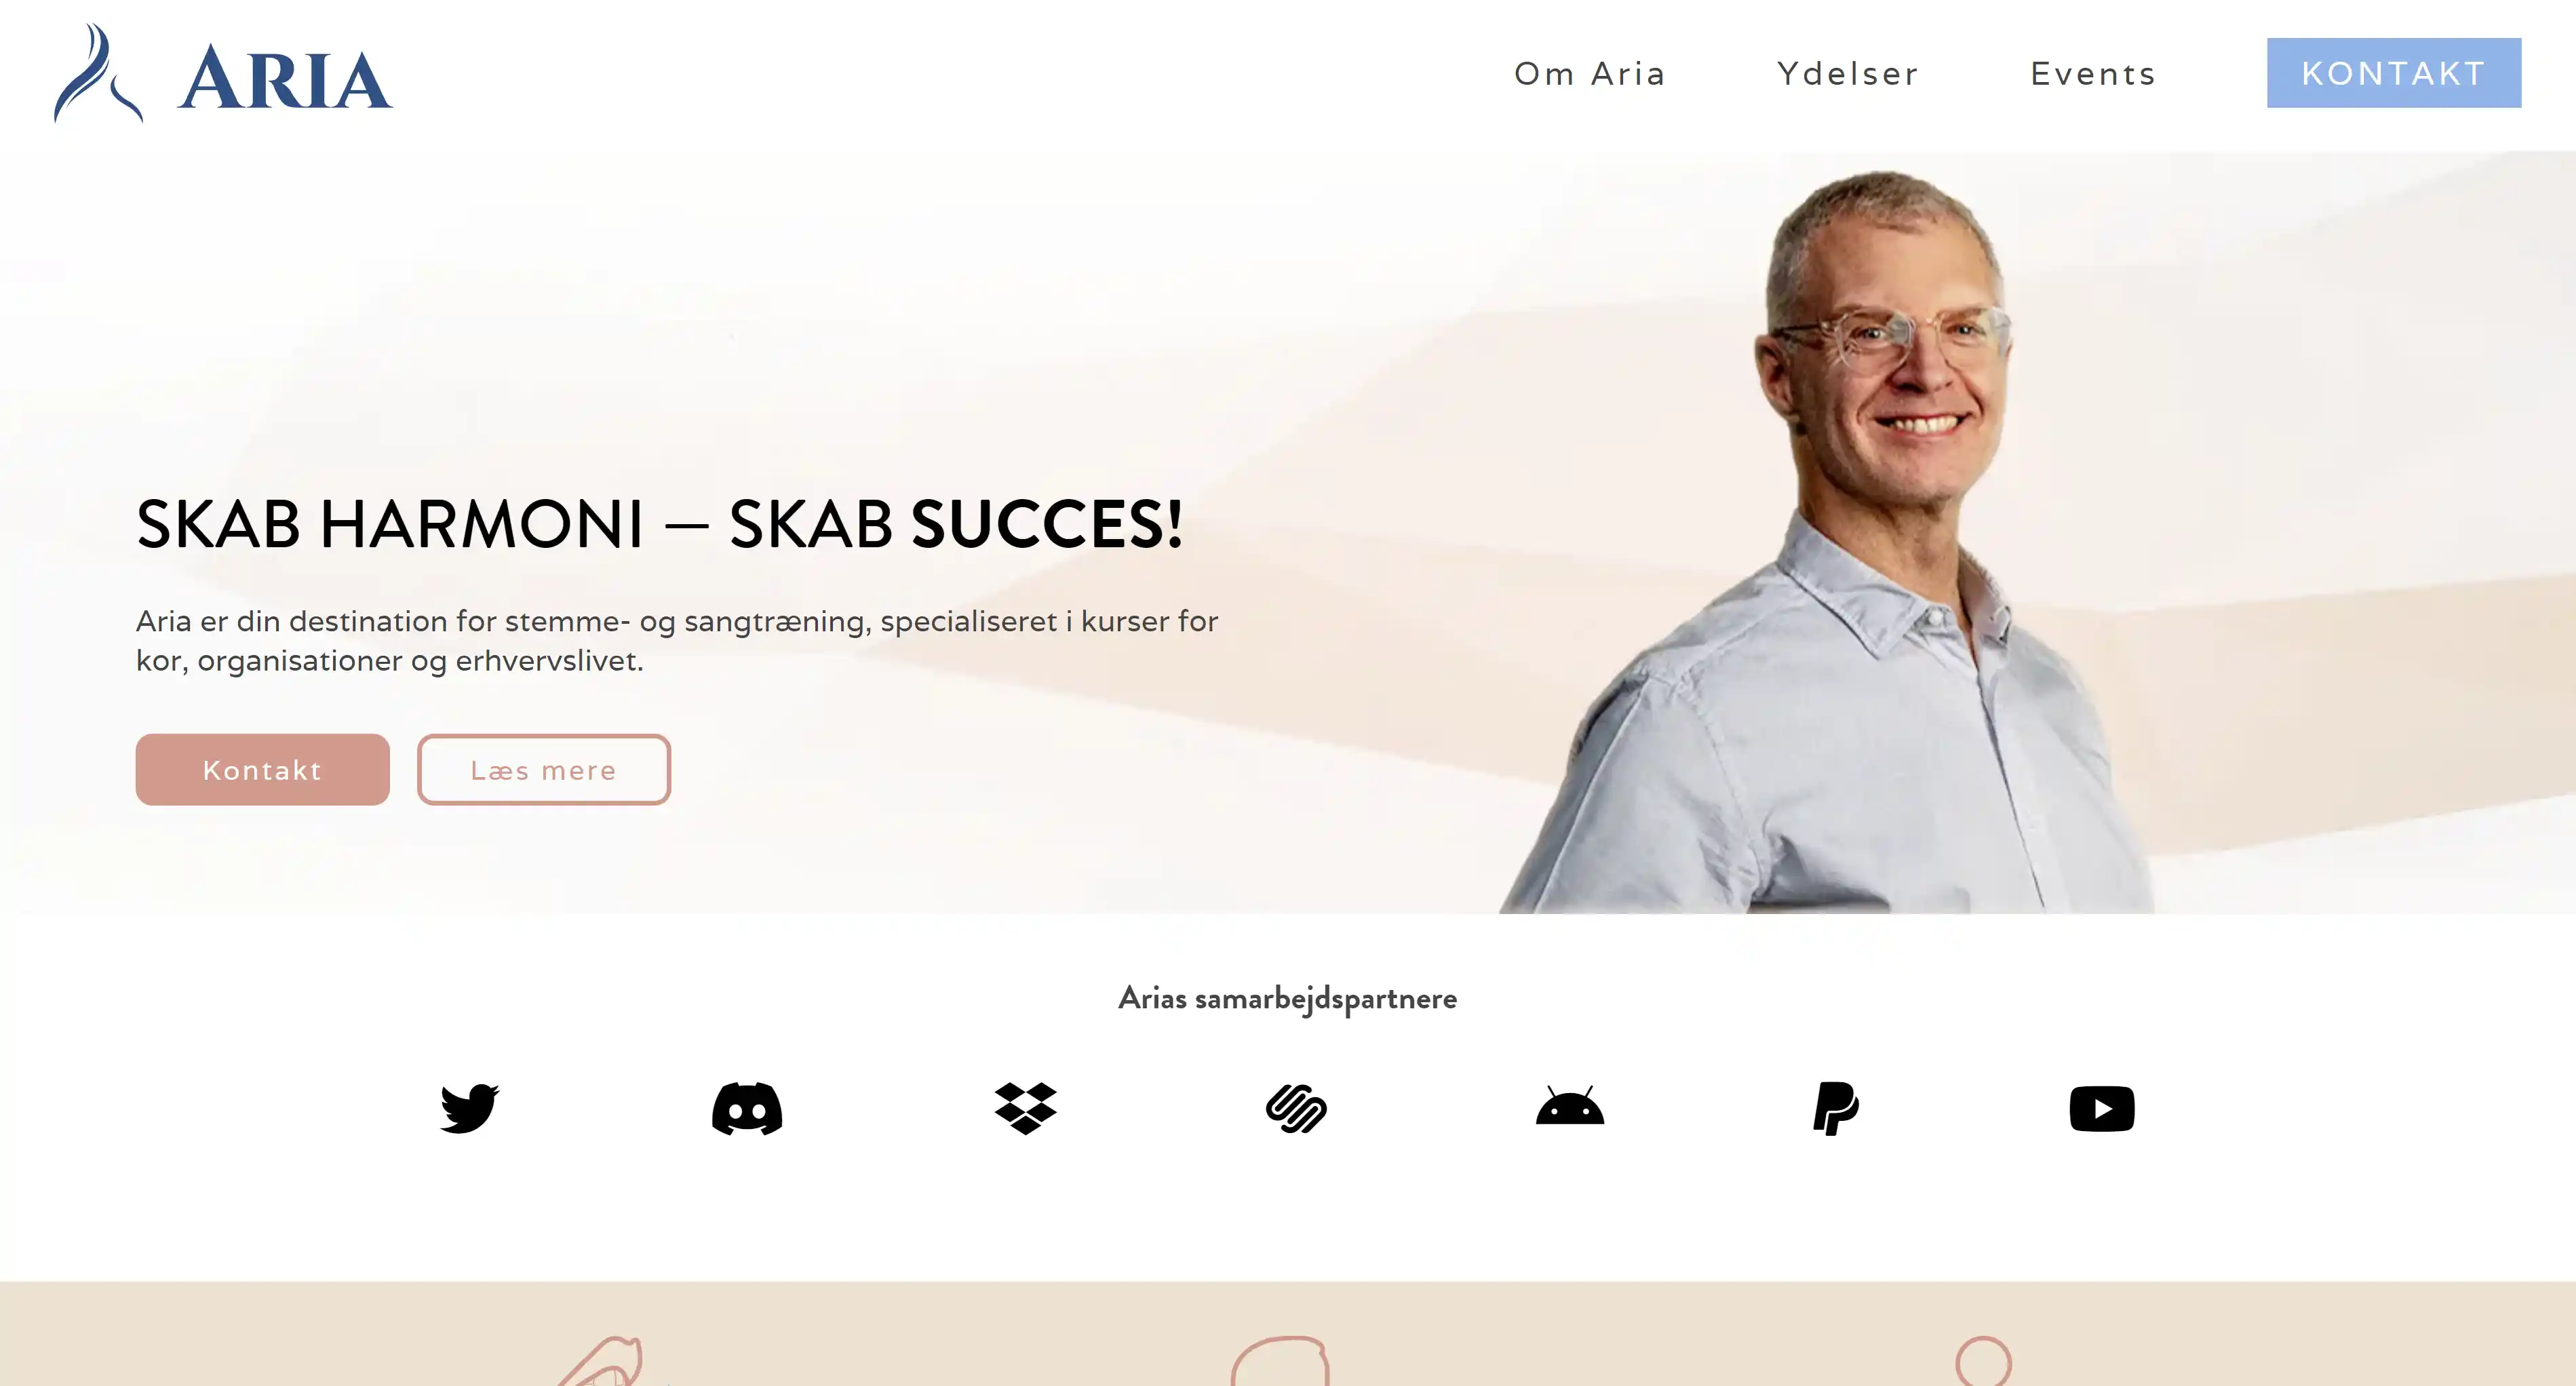 ARIA
Om Aria
Ydelser
Events
KONTAKT
SKAB HARMONI – SKAB SUCCES!
Aria er din destination for stemme- og sangtræning, specialiseret i kurser for
kor, organisationer og erhvervslivet.
Kontakt
Læs mere
Arias samarbejdspartnere